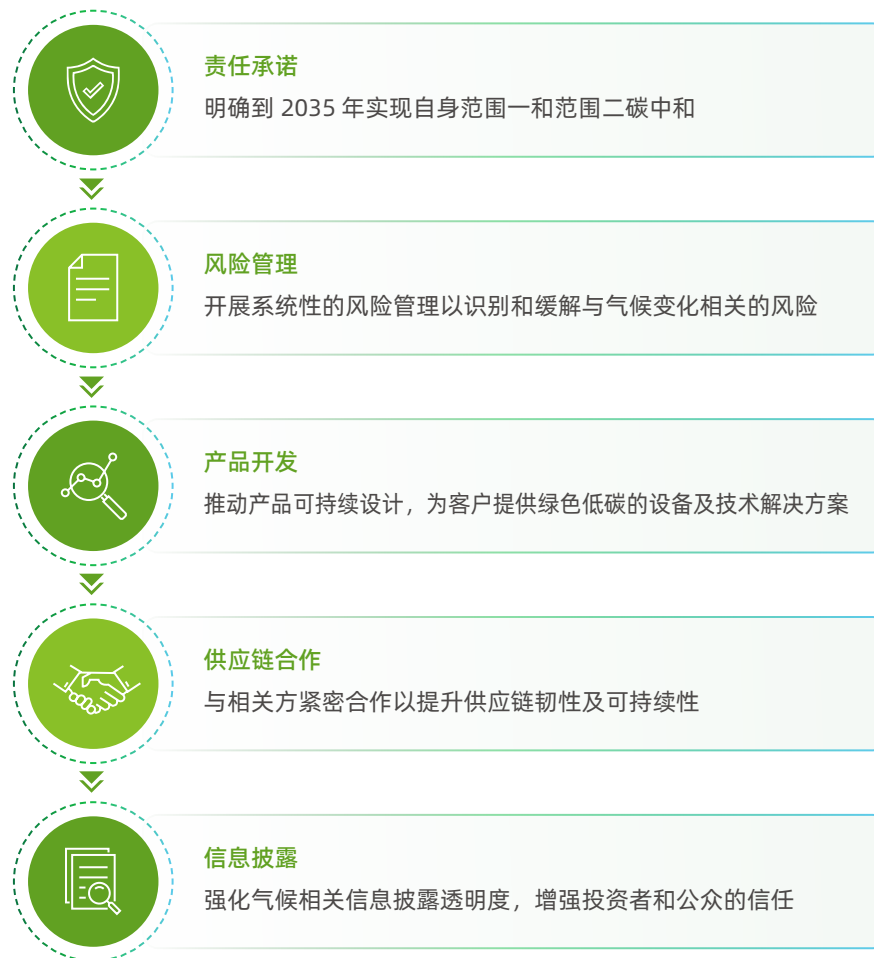 责任承诺
明确到 2035 年实现自身范围一和范围二碳中和
风险管理
开展系统性的风险管理以识别和缓解与气候变化相关的风险
产品开发
推动产品可持续设计，为客户提供绿色低碳的设备及技术解决方案
供应链合作
与相关方紧密合作以提升供应链韧性及可持续性
信息披露
强化气候相关信息披露透明度，增强投资者和公众的信任